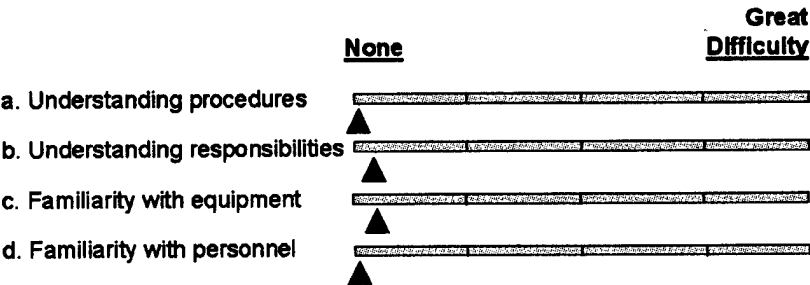 Great
None Difficulty
a. Understanding procedures
b. Understanding responsibilities
c. Familiarity with equipment
d. Familiarity with personnel